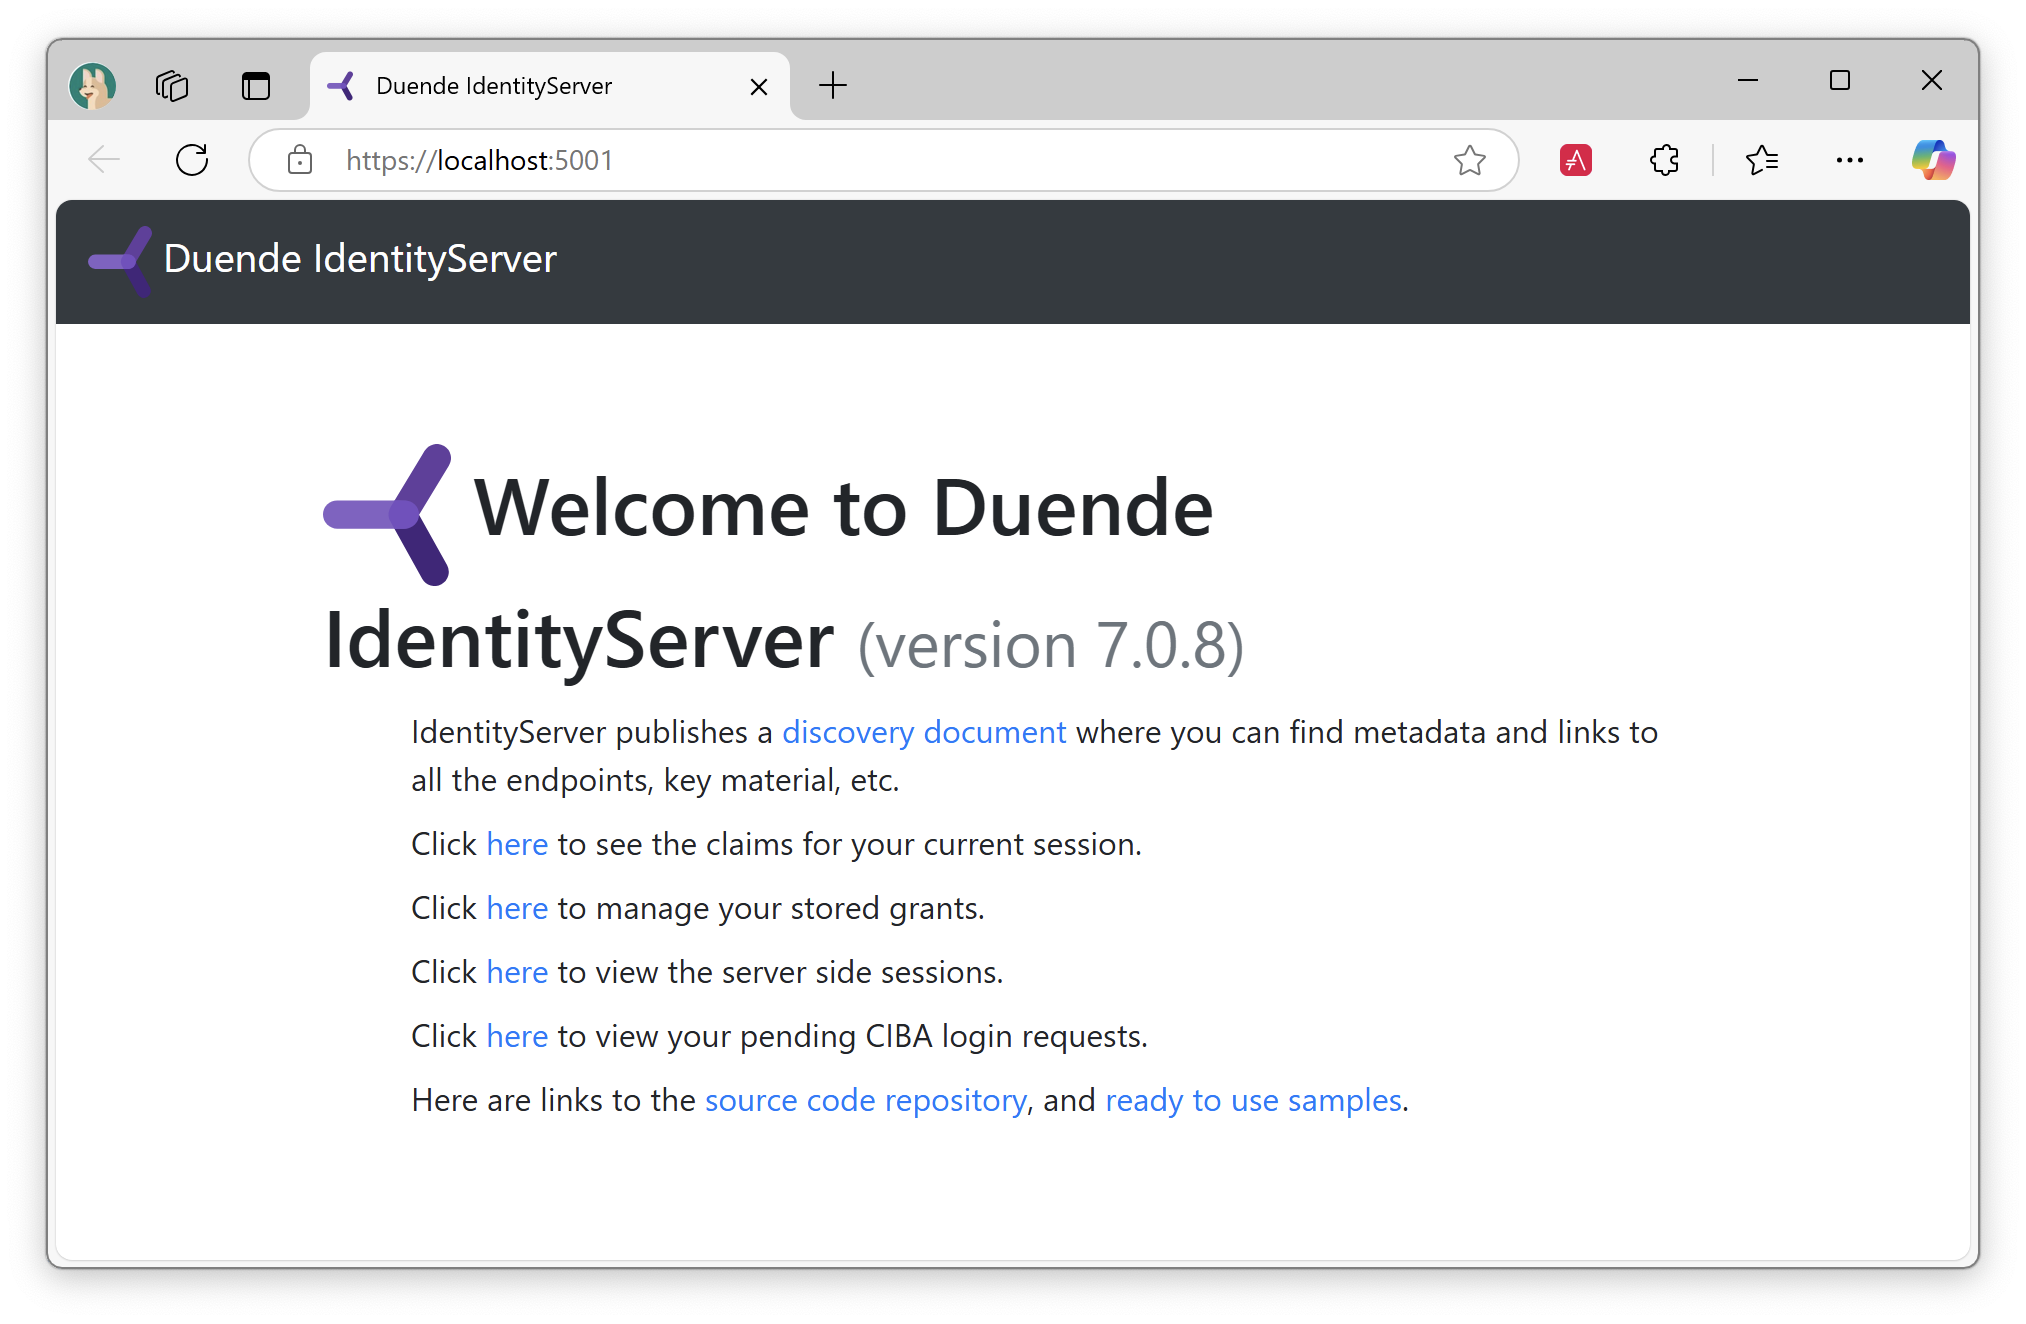 Duende IdentityServer
https://localhost:5001
Duende IdentityServer
Welcome to Duende
IdentityServer (version 7.0.8)
IdentityServer publishes a discovery document where you can find metadata and links to
all the endpoints, key material, etc.
Click here to see the claims for your current session.
Click here to manage your stored grants.
Click here to view the server side sessions.
Click here to view your pending CIBA login requests.
Here are links to the source code repository, and ready to use samples.